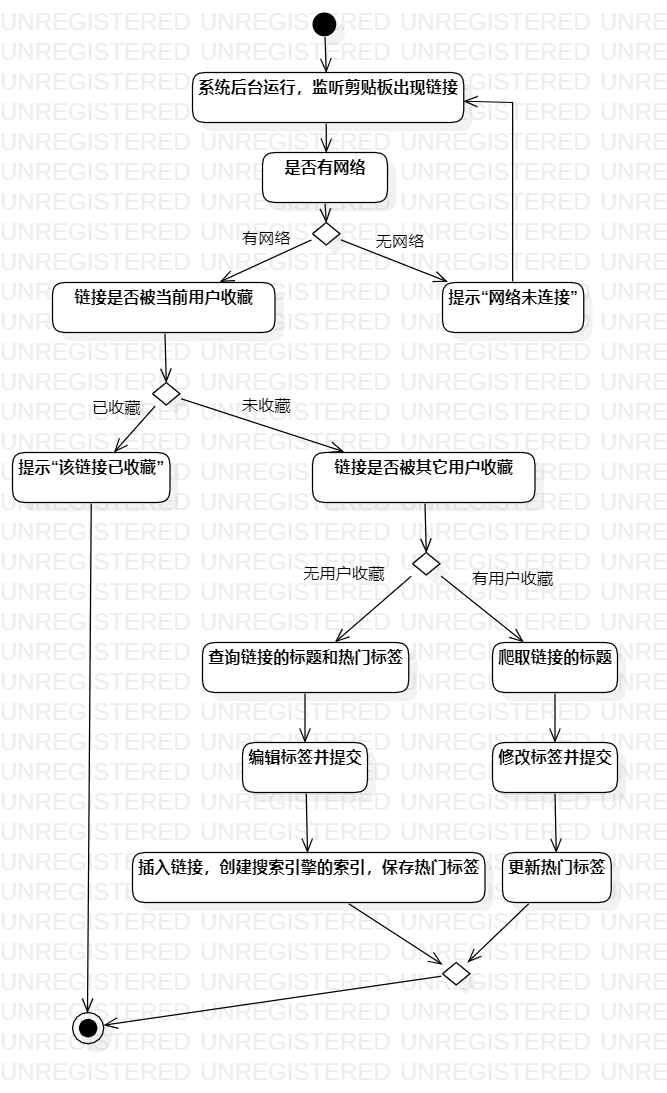 系统后台运行，监听剪贴板出现链接
是否有网络
有网络
无网络
链接是否被当前用户收藏
提示“网络未连接”
已收藏
未收藏
提示“该链接已收藏”
链接是否被其它用户收藏
无用户收藏
有用户收藏
查询链接的标题和热门标签
爬取链接的标题
编辑标签并提交
修改标签并提交
插入链接，创建搜索引擎的索引，保存热门标签
更新热门标签
UNREGISTERED